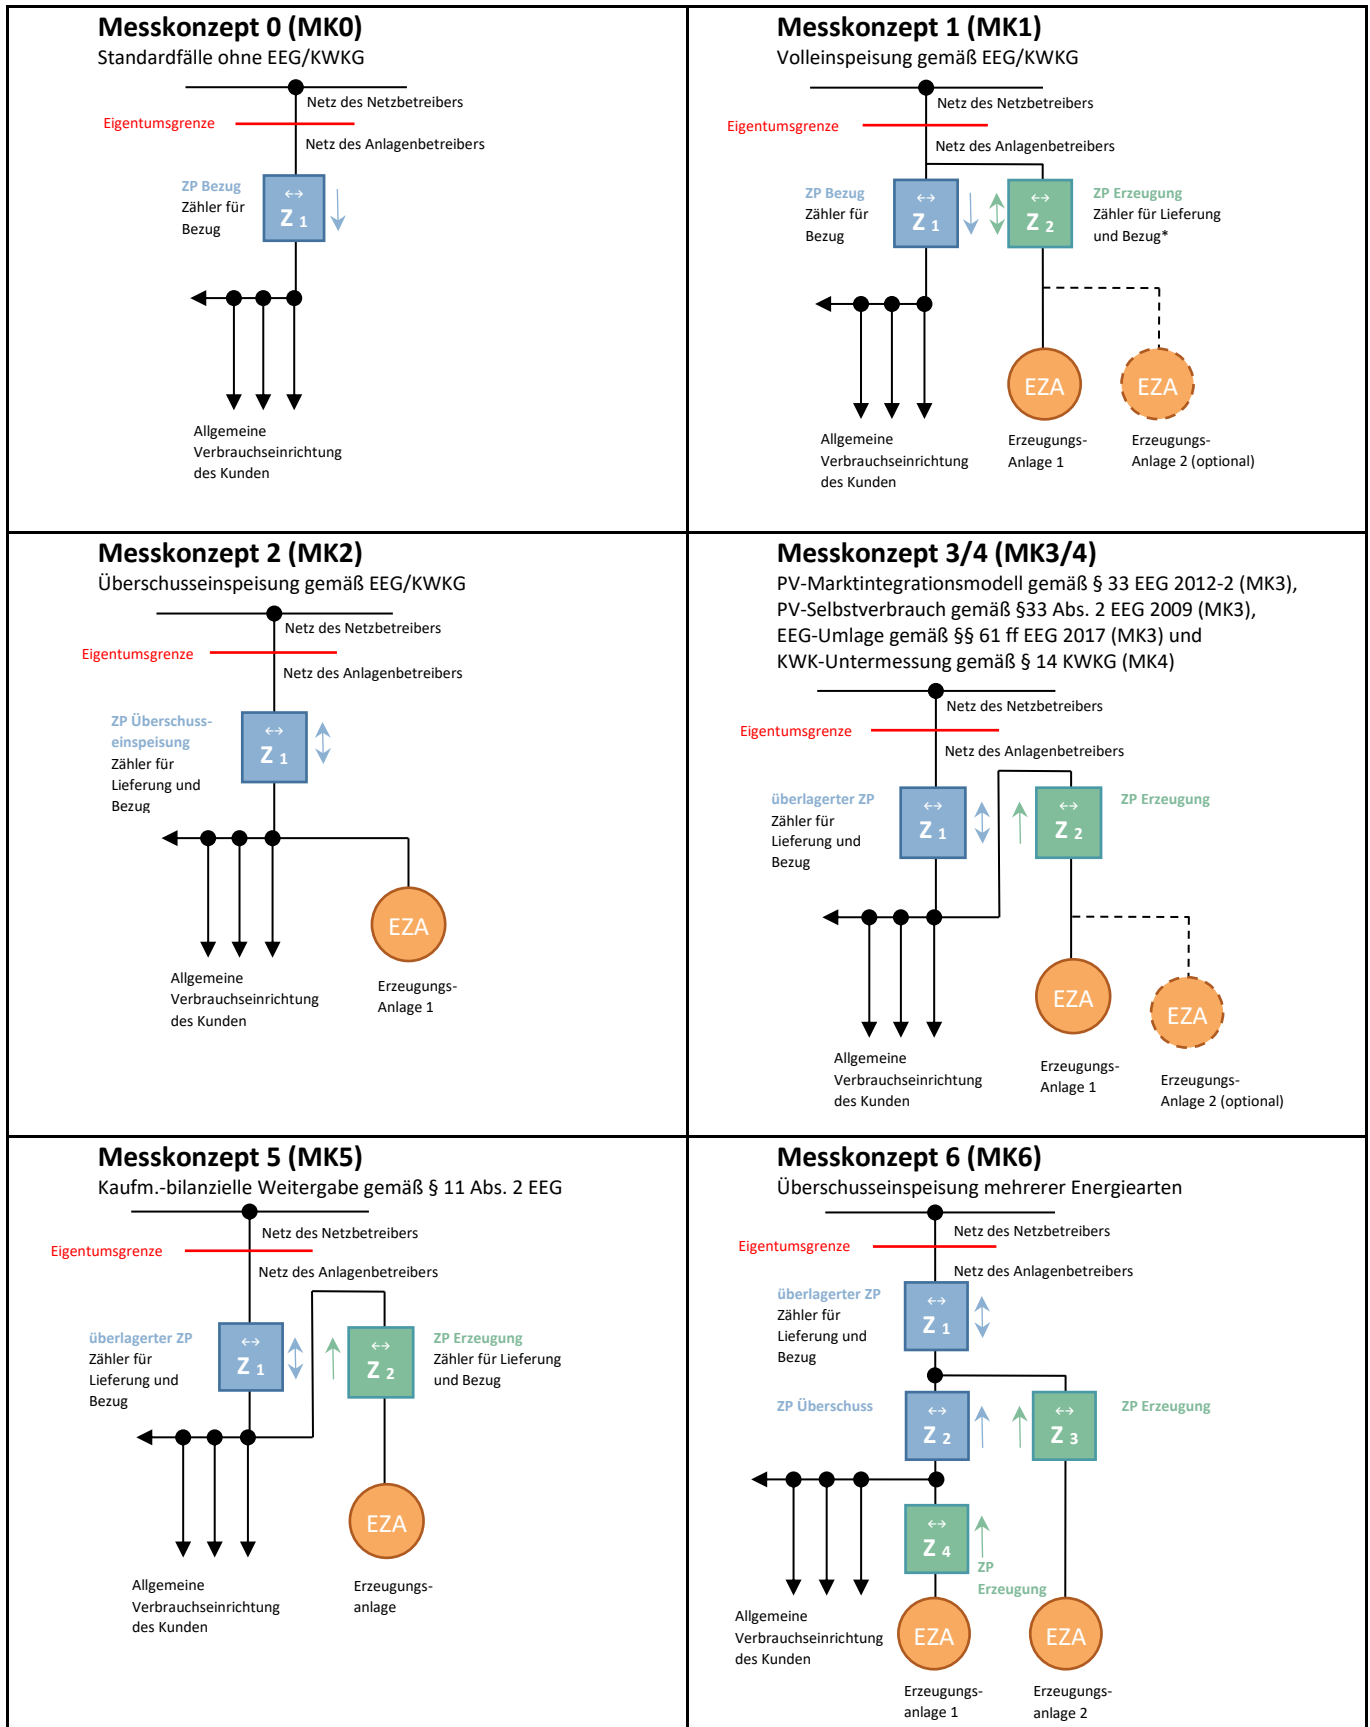 Messkonzept 0 (MK0)
Standardfälle ohne EEG/KWKG
Netz des Netzbetreibers
Eigentumsgrenze
Netz des Anlagenbetreibers
ZP Bezug
Zähler für
Bezug
↔
Z 1
Allgemeine
Verbrauchseinrichtung
des Kunden
Messkonzept 1 (MK1)
Volleinspeisung gemäß EEG/KWKG
Netz des Netzbetreibers
Eigentumsgrenze
Netz des Anlagenbetreibers
ZP Bezug
Zähler für
Bezug
↔
Z 1
↔
Z 2
ZP Erzeugung
Zähler für Lieferung
und Bezug*
EZA
EZA
Allgemeine
Verbrauchseinrichtung
des Kunden
Erzeugungs-
Anlage 1
Erzeugungs-
Anlage 2 (optional)
Messkonzept 2 (MK2)
Überschusseinspeisung gemäß EEG/KWKG
Netz des Netzbetreibers
Eigentumsgrenze
Netz des Anlagenbetreibers
ZP Überschuss-
einspeisung
Zähler für
Lieferung und
Bezug
↔
Z 1
EZA
Allgemeine
Verbrauchseinrichtung
des Kunden
Erzeugungs-
Anlage 1
Messkonzept 3/4 (MK3/4)
PV-Marktintegrationsmodell gemäß § 33 EEG 2012-2 (MK3),
PV-Selbstverbrauch gemäß §33 Abs. 2 EEG 2009 (MK3),
EEG-Umlage gemäß §§ 61 ff EEG 2017 (MK3) und
KWK-Untermessung gemäß § 14 KWKG (MK4)
Netz des Netzbetreibers
Eigentumsgrenze
Netz des Anlagenbetreibers
überlagerter ZP
Zähler für
Lieferung und
Bezug
↔
Z 1
↔
Z 2
ZP Erzeugung
EZA
EZA
Allgemeine
Verbrauchseinrichtung
des Kunden
Erzeugungs-
Anlage 1
Erzeugungs-
Anlage 2 (optional)
Messkonzept 5 (MK5)
Kaufm.-bilanzielle Weitergabe gemäß § 11 Abs. 2 EEG
Netz des Netzbetreibers
Eigentumsgrenze
Netz des Anlagenbetreibers
überlagerter ZP
Zähler für
Lieferung und
Bezug
↔
Z 1
↔
Z 2
ZP Erzeugung
Zähler für Lieferung
und Bezug
EZA
Allgemeine
Verbrauchseinrichtung
des Kunden
Erzeugungs-
anlage
Messkonzept 6 (MK6)
Überschusseinspeisung mehrerer Energiearten
Netz des Netzbetreibers
Eigentumsgrenze
Netz des Anlagenbetreibers
überlagerter ZP
Zähler für
Lieferung und
Bezug
↔
Z 1
ZP Überschuss
↔
Z 2
↔
Z 3
ZP Erzeugung
↔
Z 4
ZP
Erzeugung
Allgemeine
Verbrauchseinrichtung
des Kunden
EZA
EZA
Erzeugungs-
anlage 1
Erzeugungs-
anlage 2